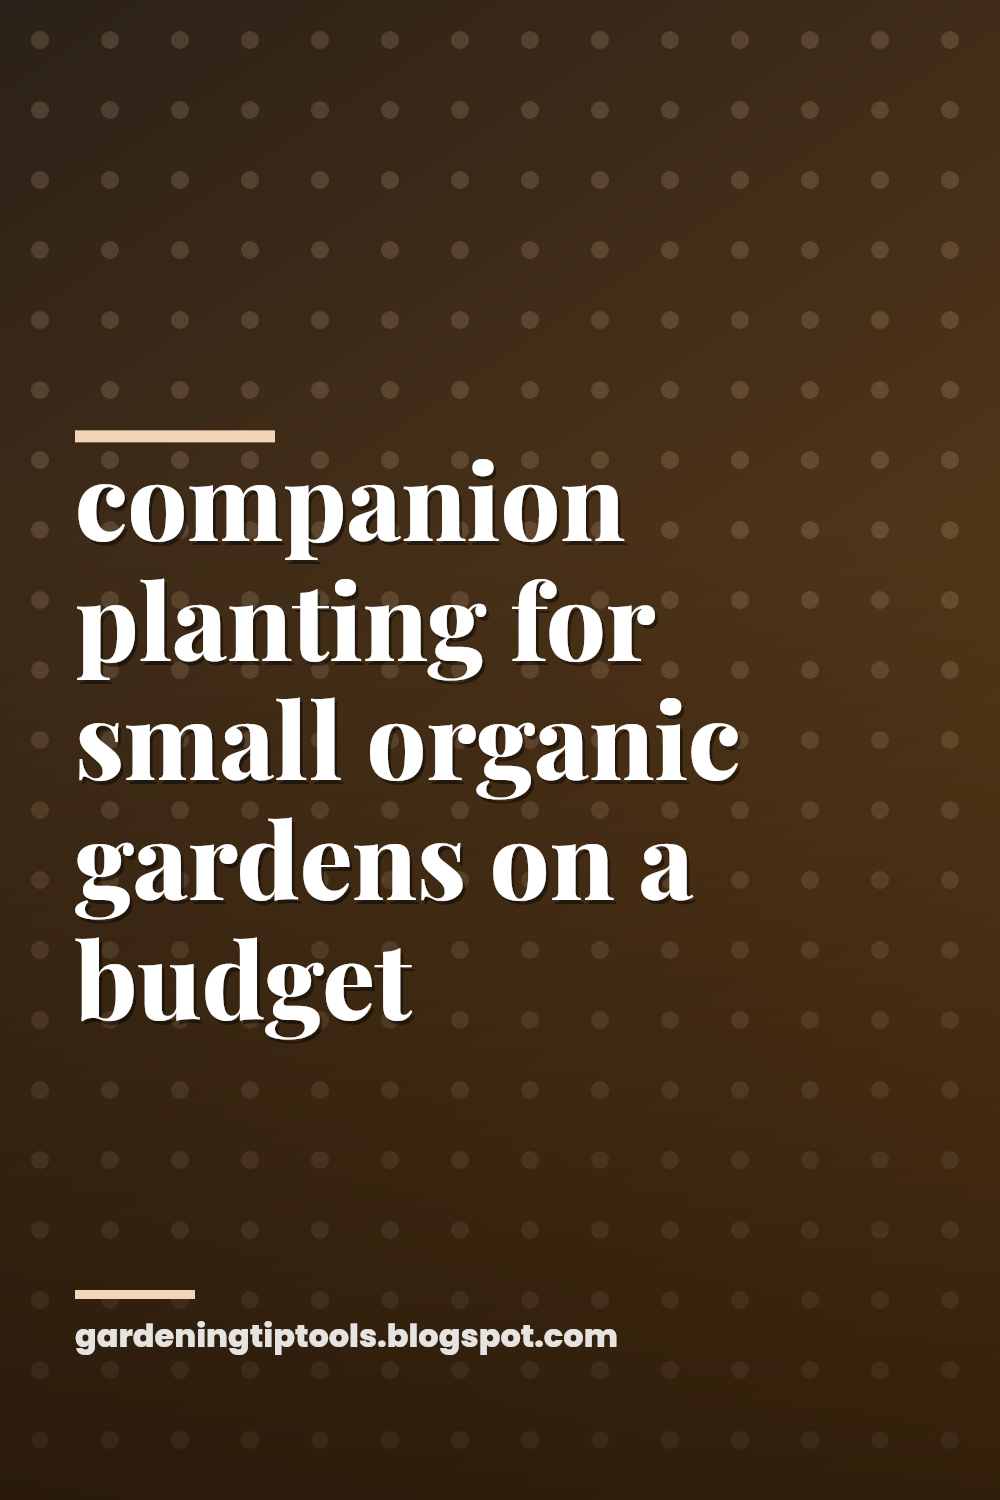 companion
planting for
small organic
gardens on a
budget
gardeningtiptools.blogspot.com